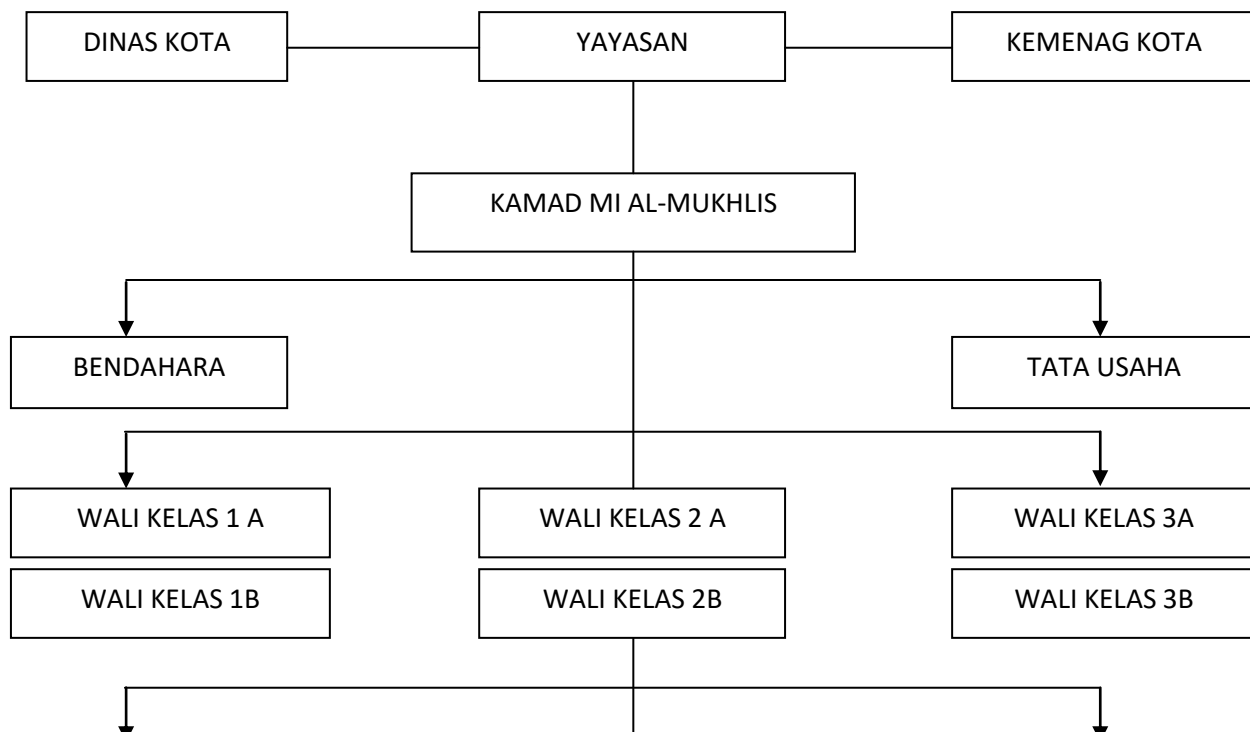 DINAS KOTA
YAYASAN
KEMENAG KOTA
KAMAD MI AL-MUKHLIS
BENDAHARA
TATA USAHA
WALI KELAS 1 A
WALI KELAS 2 A
WALI KELAS 3A
WALI KELAS 1B
WALI KELAS 2B
WALI KELAS 3B